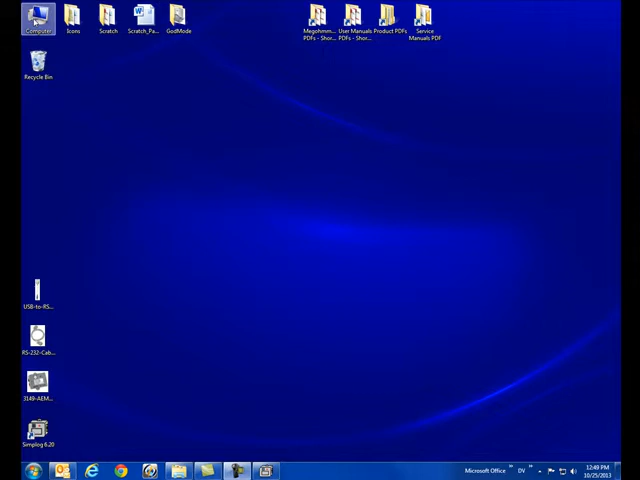 Computer
Icons
Scratch
Scratch_Pa...
GodMode
Megohmm...
PDFs - Shor...
User Manuals
PDFs - Shor...
Product PDFs
Service
Manuals PDF
Recycle Bin
USB-to-RS...
RS-232-Cab...
3149-AEM...
Simplog 6.20
Microsoft Office
DV
12:49 PM
10/25/2013